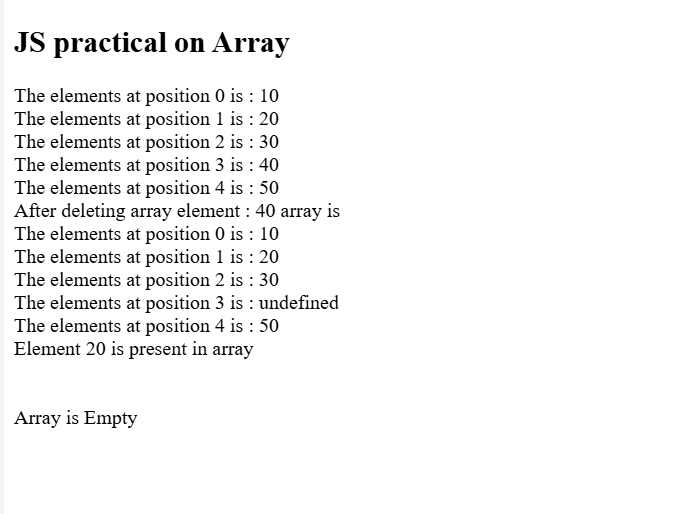 JS practical on Array
The elements at position 0 is : 10
The elements at position 1 is : 20
The elements at position 2 is : 30
The elements at position 3 is : 40
The elements at position 4 is : 50
After deleting array element : 40 array is
The elements at position 0 is : 10
The elements at position 1 is : 20
The elements at position 2 is : 30
The elements at position 3 is : undefined
The elements at position 4 is : 50
Element 20 is present in array
Array is Empty